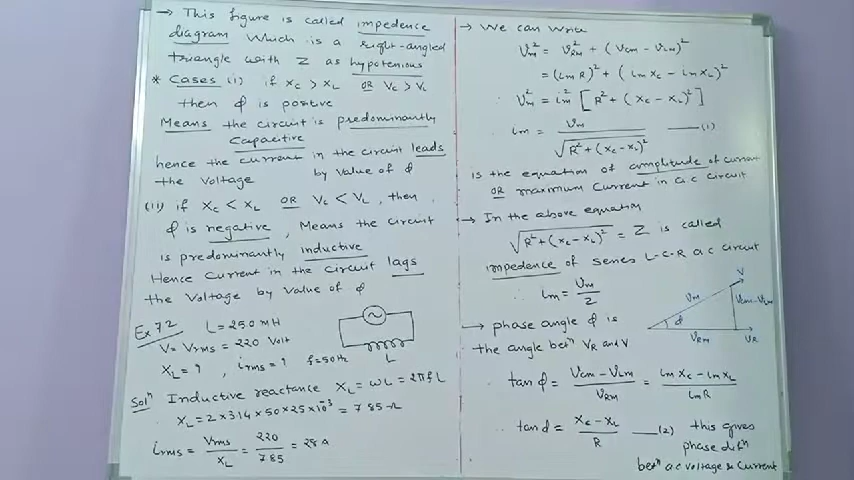 → This figure is called impedence
diagram which is a right-angled
triangle with Z as hypotenious
* Cases (i) if Xc > XL OR Vc > VL
then ϕ is positive
Means the circuit is predominantly
Capacitive
hence the current in the circuit leads
the voltage by value of ϕ
(ii) if Xc < XL OR Vc < VL, then
ϕ is negative, Means the circuit
is predominantly inductive
Hence Current in the circuit lags
the voltage by value of ϕ
Ex 7.2 L = 25.0 mH
V = Vrms = 220 Volt
XL = ?, irms = ? f = 50 Hz
L
Solⁿ Inductive reactance XL = ωL = 2πfL
XL = 2 × 3.14 × 50 × 25 × 10⁻³ = 7.85 Ω
irms = Vrms / XL = 220 / 7.85 = 28 A
→ We can write
Vm² = VRm² + (Vcm − VLm)²
= (im R)² + (im Xc − im XL)²
∴ Vm² = im² [R² + (Xc − XL)²]
im = Vm / √R² + (Xc − XL)² —— (1)
is the equation of amplitude of current
OR maximum current in a.c circuit
→ In the above equation
√R² + (Xc − XL)² = Z is called
impedence of series L-C-R ac circuit
∴ im = Vm / Z
V
Vm
Vcm − VLm
ϕ
VRm
VR
→ phase angle ϕ is
the angle betⁿ VR and V
tan ϕ = Vcm − VLm / VRm = im Xc − im XL / im R
tan ϕ = Xc − XL / R —— (2) this gives
phase difⁿ
betⁿ ac voltage & current